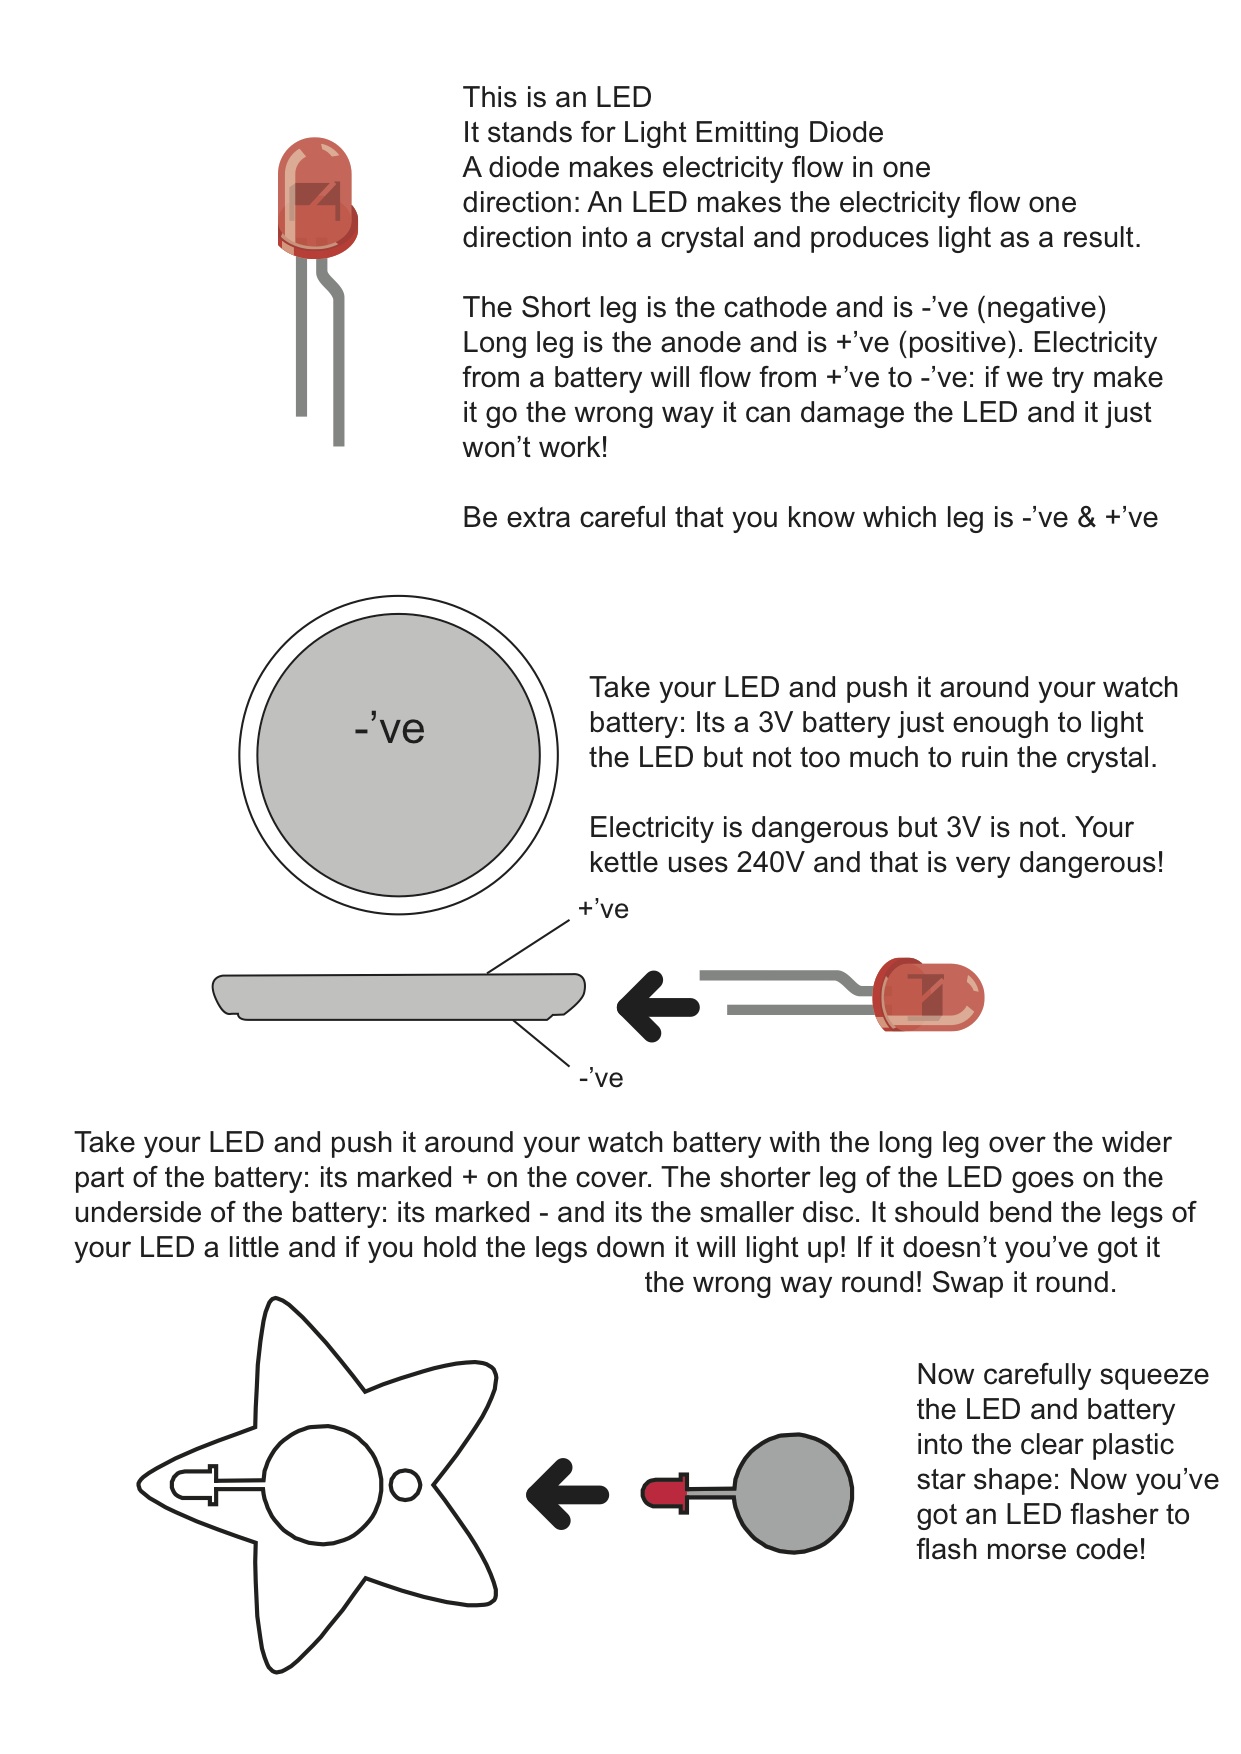 This is an LED
It stands for Light Emitting Diode
A diode makes electricity flow in one
direction: An LED makes the electricity flow one
direction into a crystal and produces light as a result.
The Short leg is the cathode and is -’ve (negative)
Long leg is the anode and is +’ve (positive). Electricity
from a battery will flow from +’ve to -’ve: if we try make
it go the wrong way it can damage the LED and it just
won’t work!
Be extra careful that you know which leg is -’ve & +’ve
-’ve
Take your LED and push it around your watch
battery: Its a 3V battery just enough to light
the LED but not too much to ruin the crystal.
Electricity is dangerous but 3V is not. Your
kettle uses 240V and that is very dangerous!
+’ve
-’ve
Take your LED and push it around your watch battery with the long leg over the wider
part of the battery: its marked + on the cover. The shorter leg of the LED goes on the
underside of the battery: its marked - and its the smaller disc. It should bend the legs of
your LED a little and if you hold the legs down it will light up! If it doesn’t you’ve got it
the wrong way round! Swap it round.
Now carefully squeeze
the LED and battery
into the clear plastic
star shape: Now you’ve
got an LED flasher to
flash morse code!